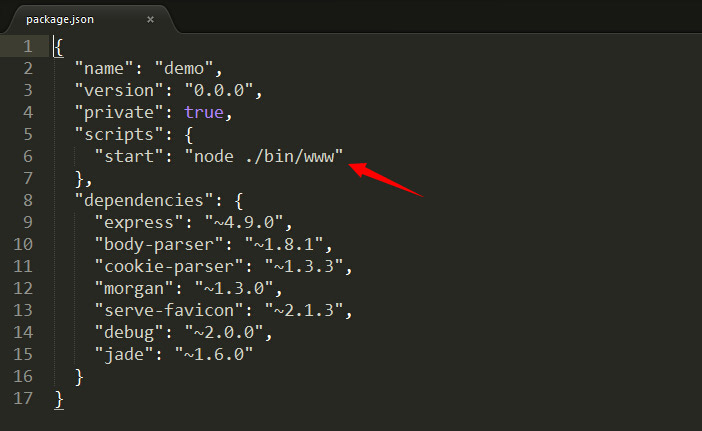 package.json ×
1 {
2 "name": "demo",
3 "version": "0.0.0",
4 "private": true,
5 "scripts": {
6 "start": "node ./bin/www"
7 },
8 "dependencies": {
9 "express": "~4.9.0",
10 "body-parser": "~1.8.1",
11 "cookie-parser": "~1.3.3",
12 "morgan": "~1.3.0",
13 "serve-favicon": "~2.1.3",
14 "debug": "~2.0.0",
15 "jade": "~1.6.0"
16 }
17 }